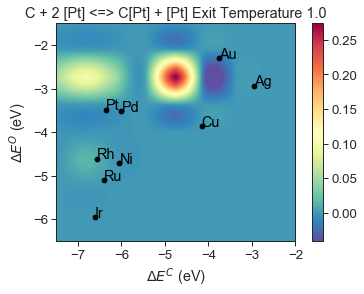 C + 2 [Pt] <=> C[Pt] + [Pt] Exit Temperature 1.0
−2
−3
−4
−5
−6
ΔE^O (eV)
Au
Ag
Pt
Pd
Cu
Rh
Ni
Ru
Ir
−7
−6
−5
−4
−3
−2
ΔE^C (eV)
0.25
0.20
0.15
0.10
0.05
0.00